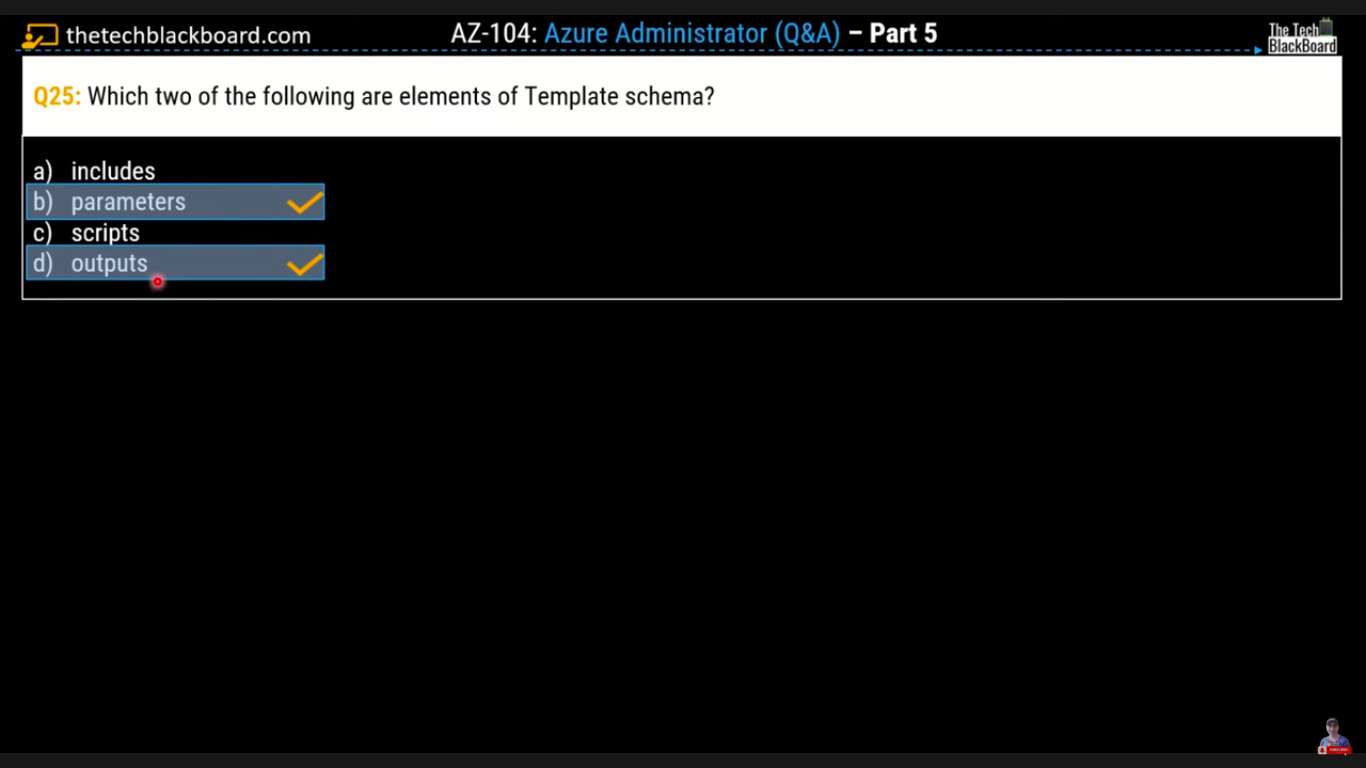 thetechblackboard.com
AZ-104: Azure Administrator (Q&A) – Part 5
The Tech
BlackBoard
Q25: Which two of the following are elements of Template schema?
a) includes
b) parameters
c) scripts
d) outputs